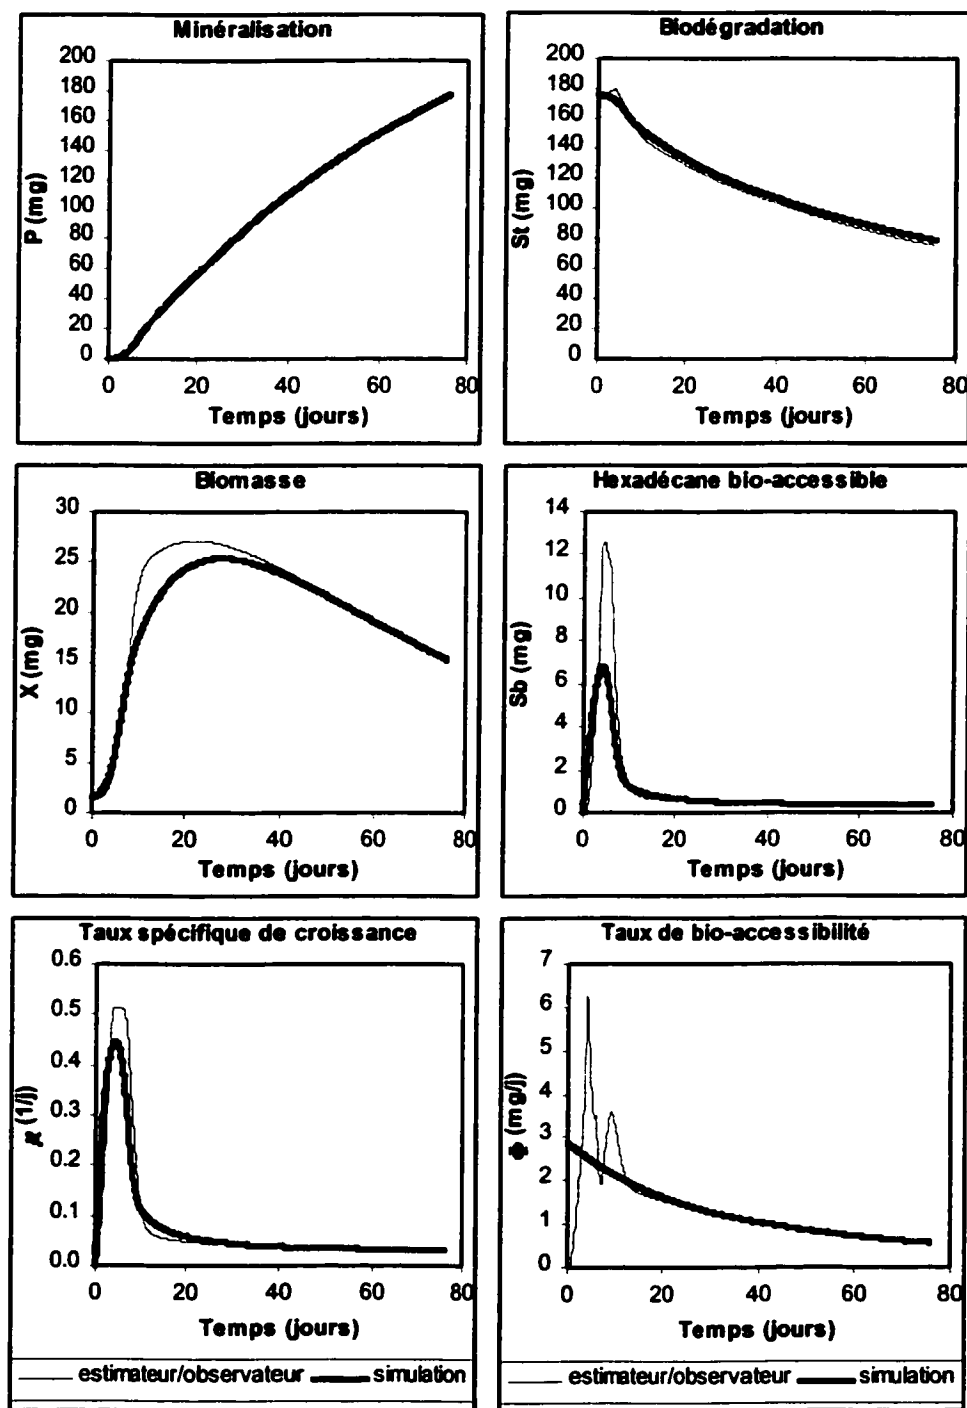 Minéralisation
200
180
160
140
120
100
80
60
40
20
0
P (mg)
0 20 40 60 80
Temps (jours)
Biodégradation
200
180
160
140
120
100
80
60
40
20
0
St (mg)
0 20 40 60 80
Temps (jours)
Biomasse
30
25
20
15
10
5
0
X (mg)
0 20 40 60 80
Temps (jours)
Hexadécane bio-accessible
14
12
10
8
6
4
2
0
Sb (mg)
0 20 40 60 80
Temps (jours)
Taux spécifique de croissance
0.6
0.5
0.4
0.3
0.2
0.1
0.0
µ (1/j)
0 20 40 60 80
Temps (jours)
estimateur/observateur simulation
Taux de bio-accessibilité
7
6
5
4
3
2
1
0
Φ (mg/j)
0 20 40 60 80
Temps (jours)
estimateur/observateur simulation